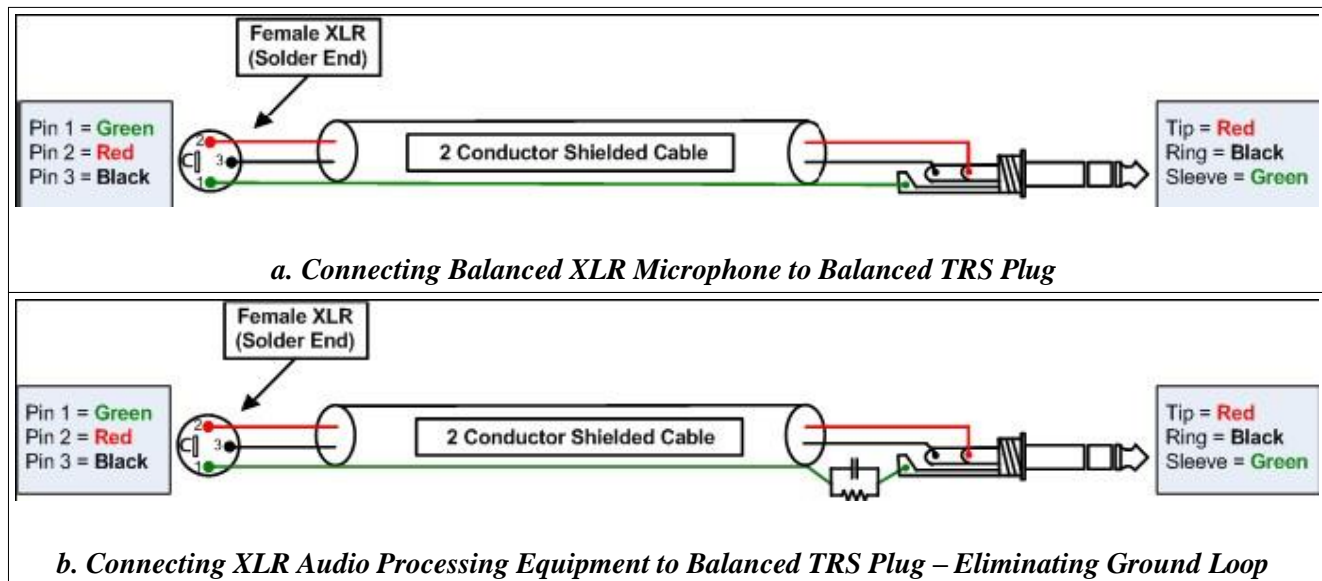 Female XLR
(Solder End)
Pin 1 = Green
Pin 2 = Red
Pin 3 = Black
2
3
1
2 Conductor Shielded Cable
Tip = Red
Ring = Black
Sleeve = Green
a. Connecting Balanced XLR Microphone to Balanced TRS Plug
Female XLR
(Solder End)
Pin 1 = Green
Pin 2 = Red
Pin 3 = Black
2
3
1
2 Conductor Shielded Cable
Tip = Red
Ring = Black
Sleeve = Green
b. Connecting XLR Audio Processing Equipment to Balanced TRS Plug – Eliminating Ground Loop